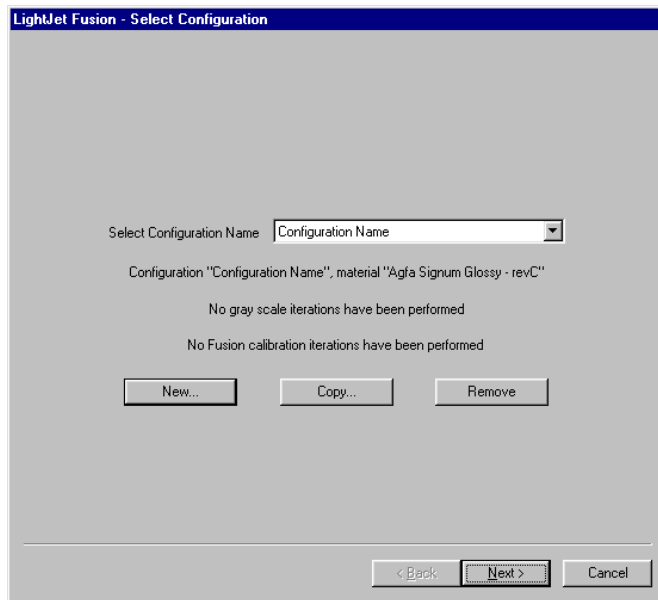 LightJet Fusion - Select Configuration
Select Configuration Name Configuration Name
Configuration "Configuration Name", material "Agfa Signum Glossy - revC"
No gray scale iterations have been performed
No Fusion calibration iterations have been performed
New... Copy... Remove
< Back Next > Cancel